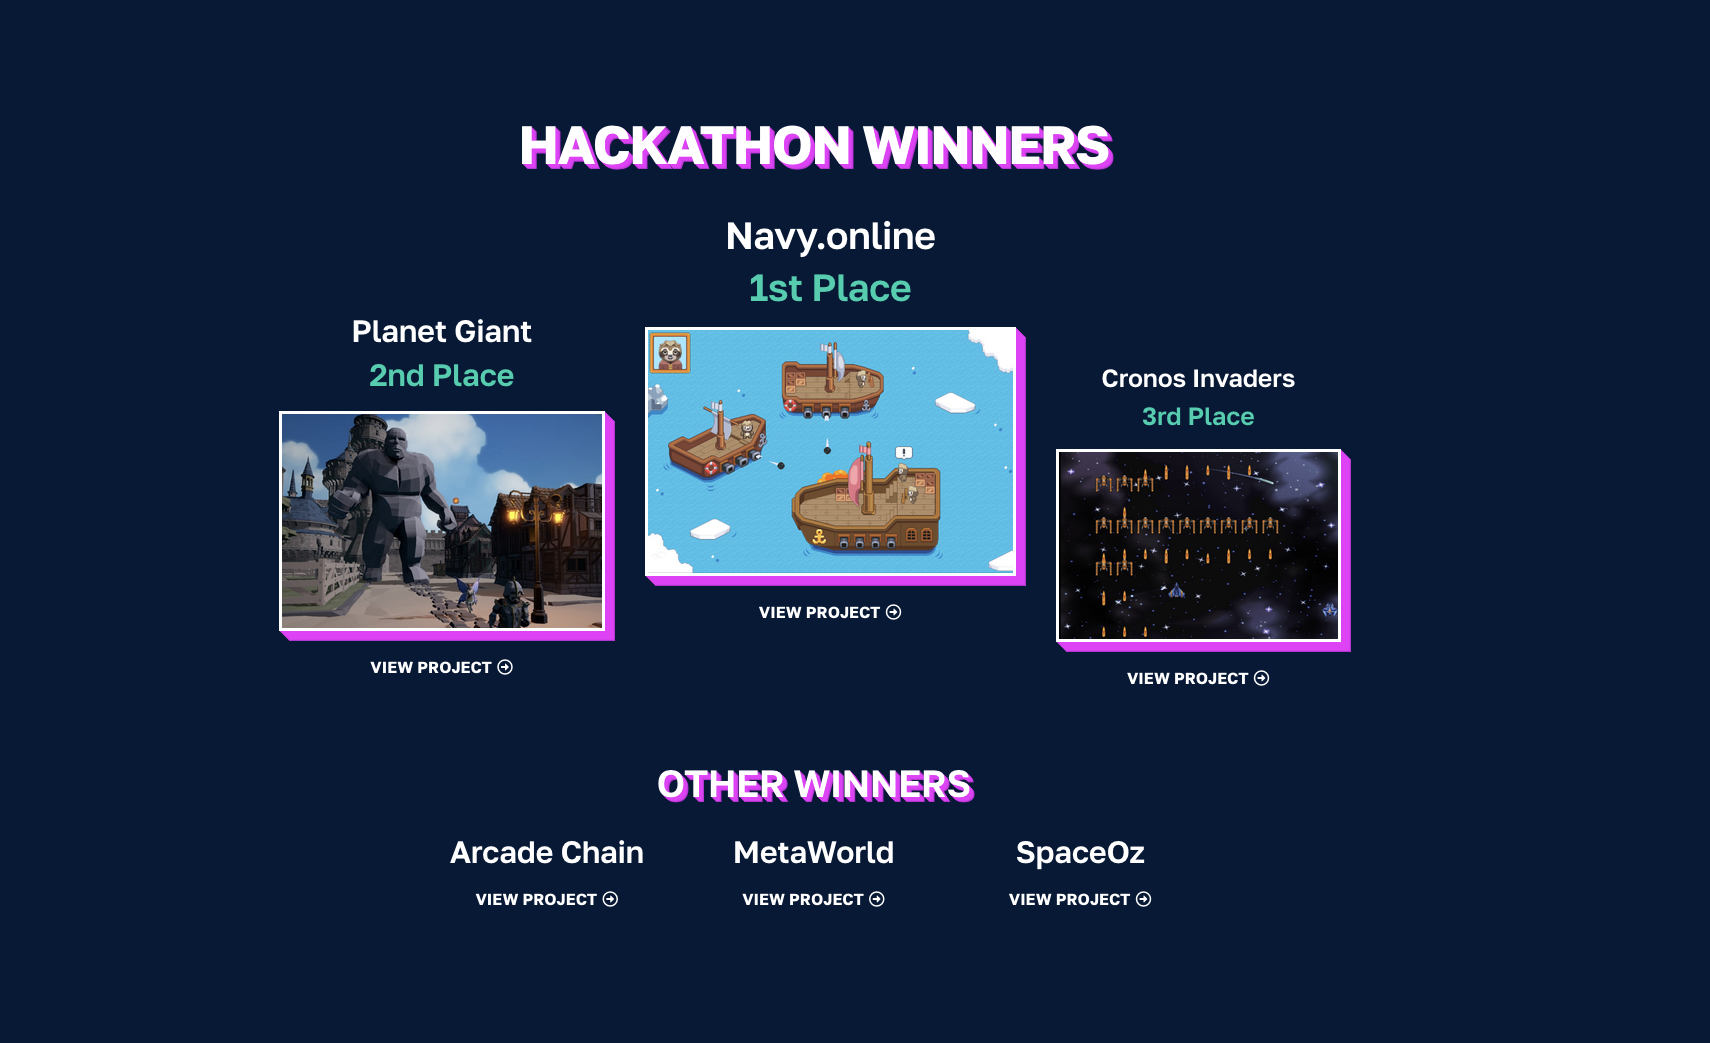 HACKATHON WINNERS
Navy.online
1st Place
VIEW PROJECT
Planet Giant
2nd Place
VIEW PROJECT
Cronos Invaders
3rd Place
VIEW PROJECT
OTHER WINNERS
Arcade Chain
VIEW PROJECT
MetaWorld
VIEW PROJECT
SpaceOz
VIEW PROJECT